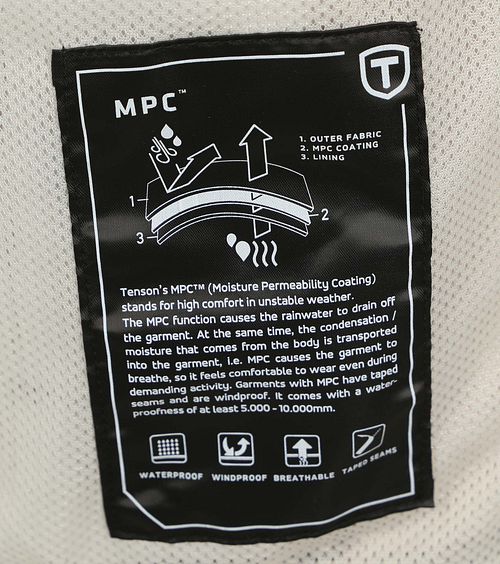 T
MPC™
1. OUTER FABRIC
2. MPC COATING
3. LINING
1
2
3
Tenson's MPC™ (Moisture Permeability Coating)
stands for high comfort in unstable weather.
The MPC function causes the rainwater to drain off
the garment. At the same time, the condensation /
moisture that comes from the body is transported
into the garment, i.e. MPC causes the garment to
breathe, so it feels comfortable to wear even during
demanding activity. Garments with MPC have taped
seams and are windproof. It comes with a water-
proofness of at least 5.000 - 10.000mm.
WATERPROOF WINDPROOF BREATHABLE TAPED SEAMS